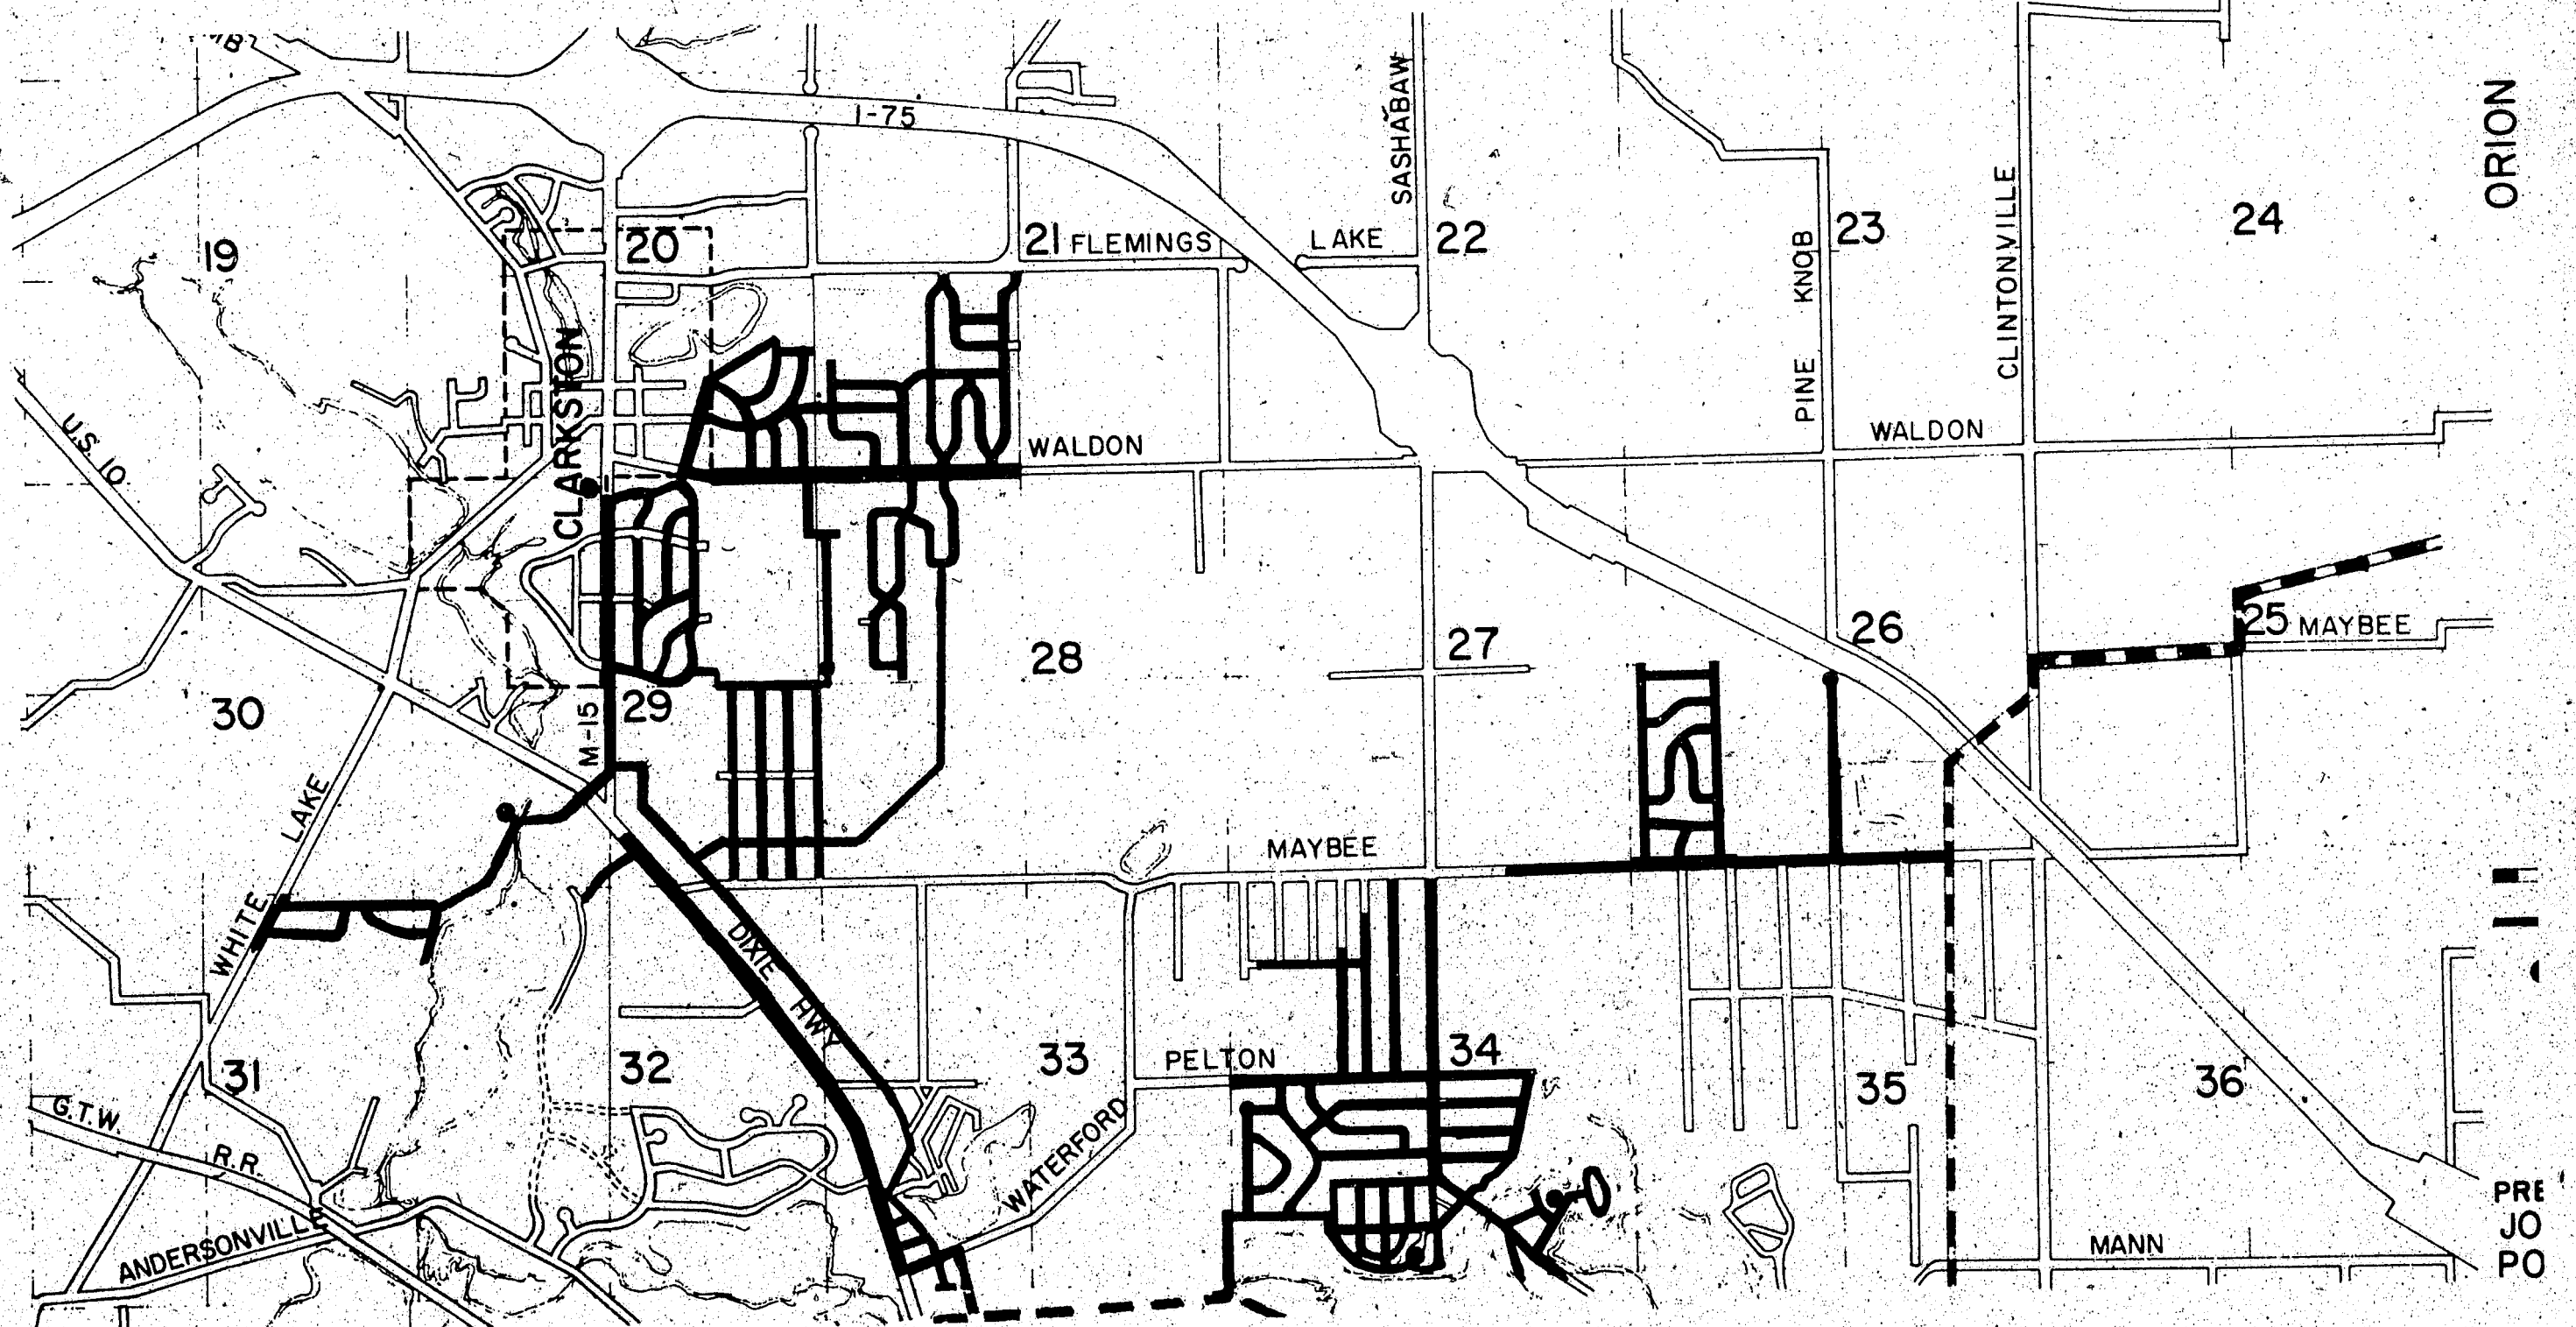 I-75
SASHABAW
ORION
19
20
21 FLEMINGS LAKE 22
PINE KNOB
23
CLINTONVILLE
24
CLARKSTON
U.S. 10
WALDON
WALDON
25 MAYBEE
26
27
28
29
30
M-15
WHITE LAKE
MAYBEE
DIXIE HWY
31
32
33
PELTON
34
35
36
G.T.W. R.R.
WATERFORD
ANDERSONVILLE
MANN
PRE
JO
PO